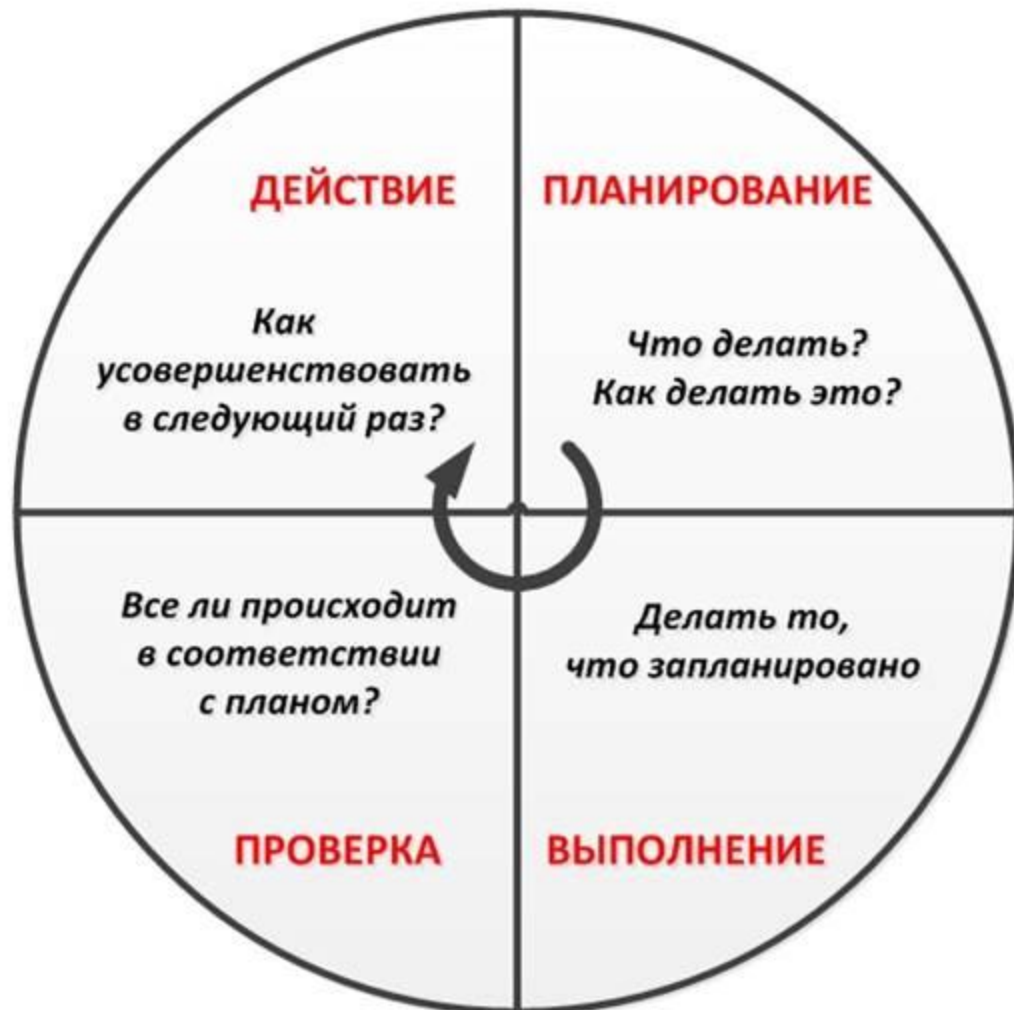 ДЕЙСТВИЕ
Как
усовершенствовать
в следующий раз?
ПЛАНИРОВАНИЕ
Что делать?
Как делать это?
Все ли происходит
в соответствии
с планом?
ПРОВЕРКА
Делать то,
что запланировано
ВЫПОЛНЕНИЕ